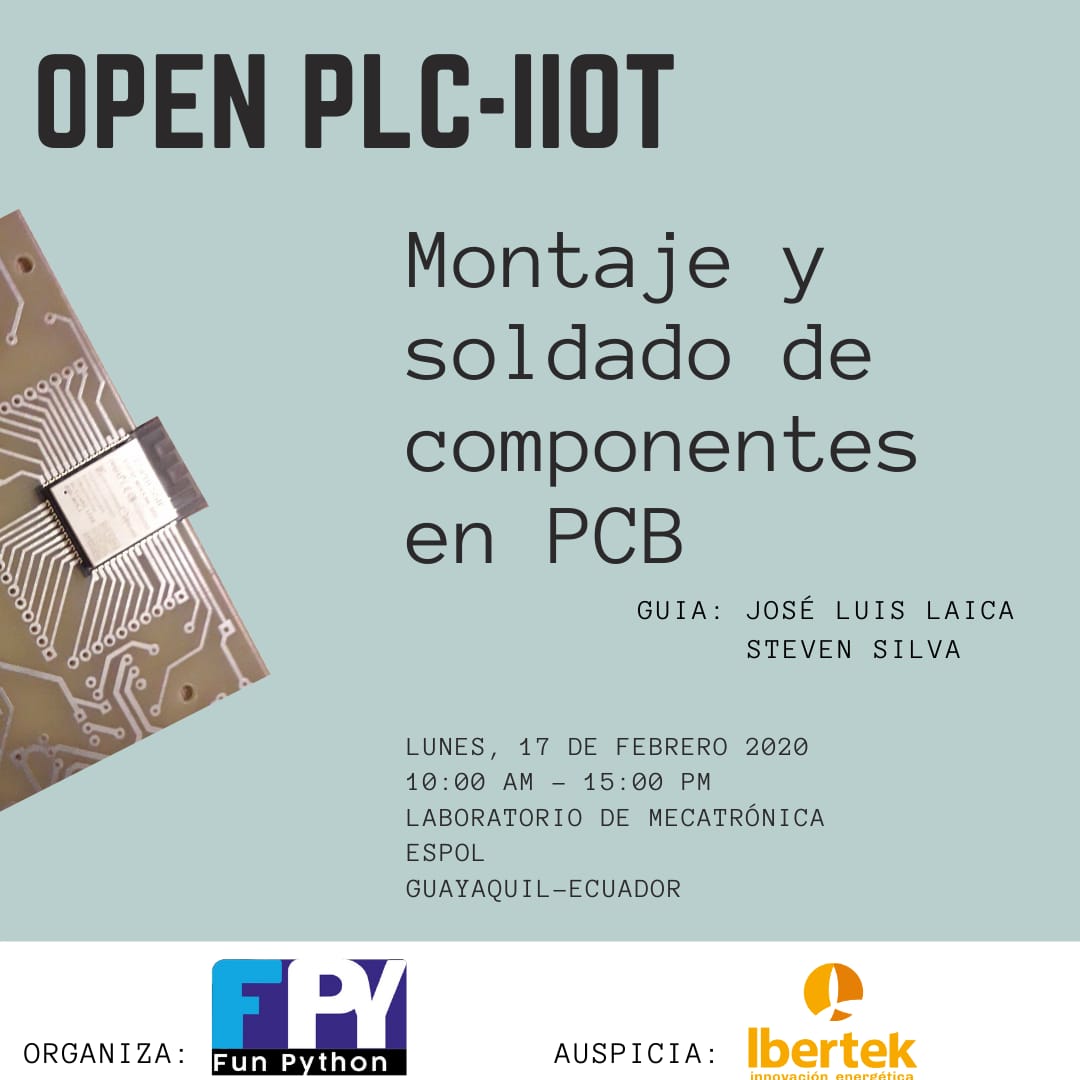 OPEN PLC-IIOT
Montaje y
soldado de
componentes
en PCB
GUIA: JOSÉ LUIS LAICA
STEVEN SILVA
LUNES, 17 DE FEBRERO 2020
10:00 AM - 15:00 PM
LABORATORIO DE MECATRÓNICA
ESPOL
GUAYAQUIL-ECUADOR
ORGANIZA:
FPY
Fun Python
AUSPICIA:
Ibertek
innovación energética